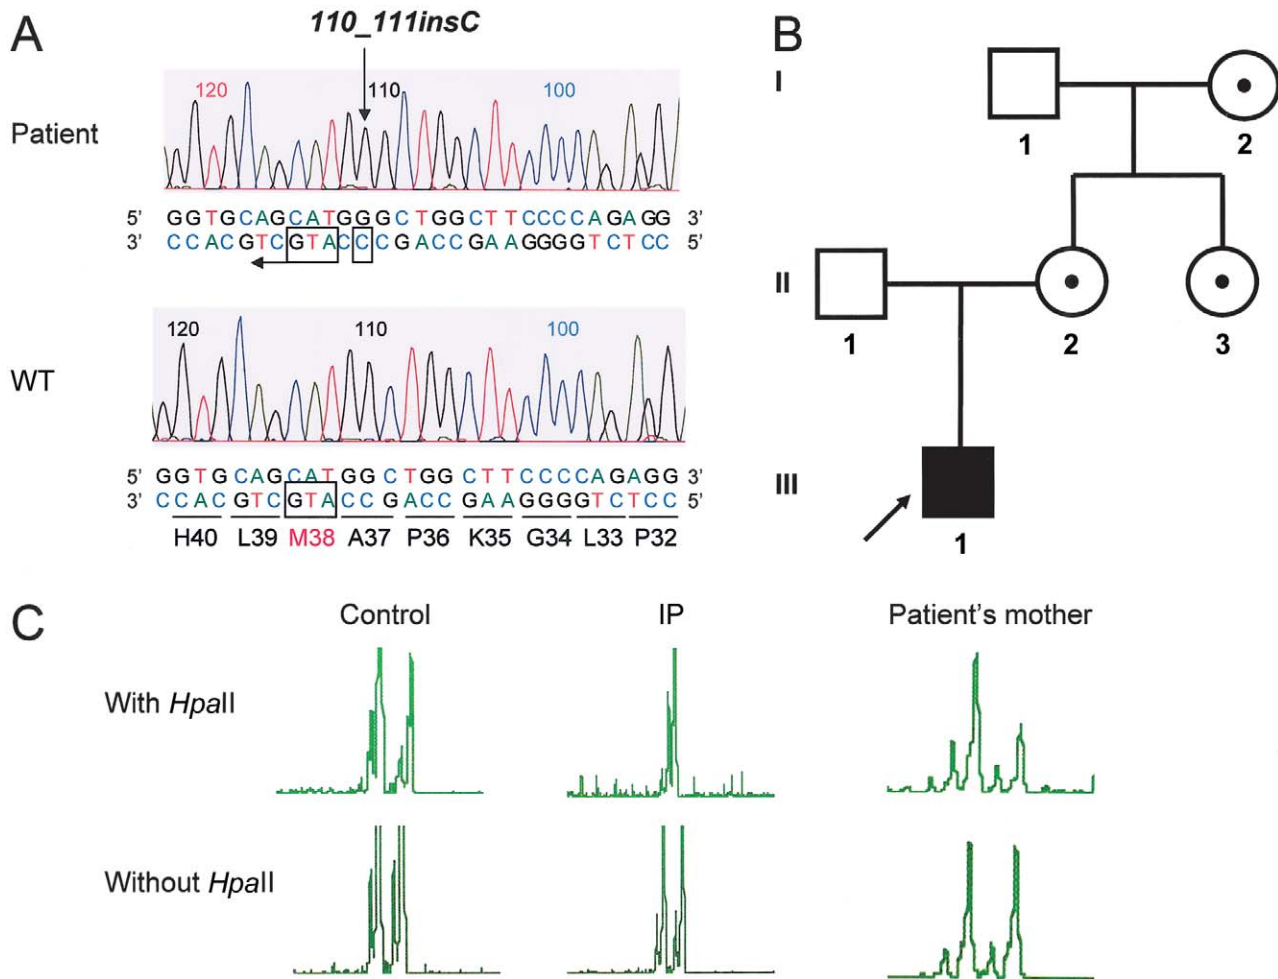 A
110_111insC
120 110 100
Patient
5' GGTGCAGCATGGGCTGGCTTCCCCAGAGG 3'
3' CCACGTCGTACCCGACCGAAGGGGTCTCC 5'
120 110 100
WT
5' GGTGCAGCATGGCTGGCTTCCCCAGAGG 3'
3' CCACGTCGTACCGACCGAAGGGGTCTCC 5'
H40 L39 M38 A37 P36 K35 G34 L33 P32
B
I
1 2
II
1 2 3
III
1
C
Control IP Patient's mother
With HpaII
Without HpaII